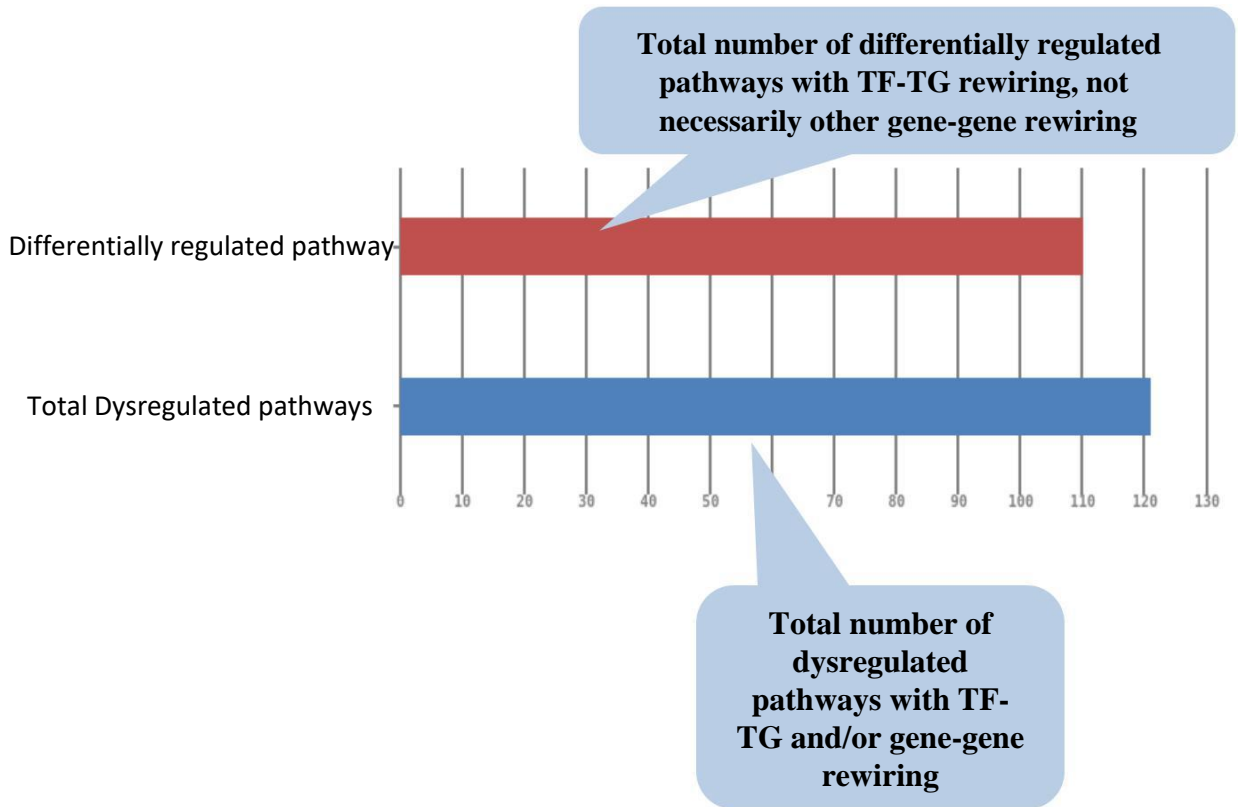 Total number of differentially regulated
pathways with TF-TG rewiring, not
necessarily other gene-gene rewiring
Differentially regulated pathway
Total Dysregulated pathways
0 10 20 30 40 50 70 80 90 100 110 120 130
Total number of
dysregulated
pathways with TF-
TG and/or gene-gene
rewiring